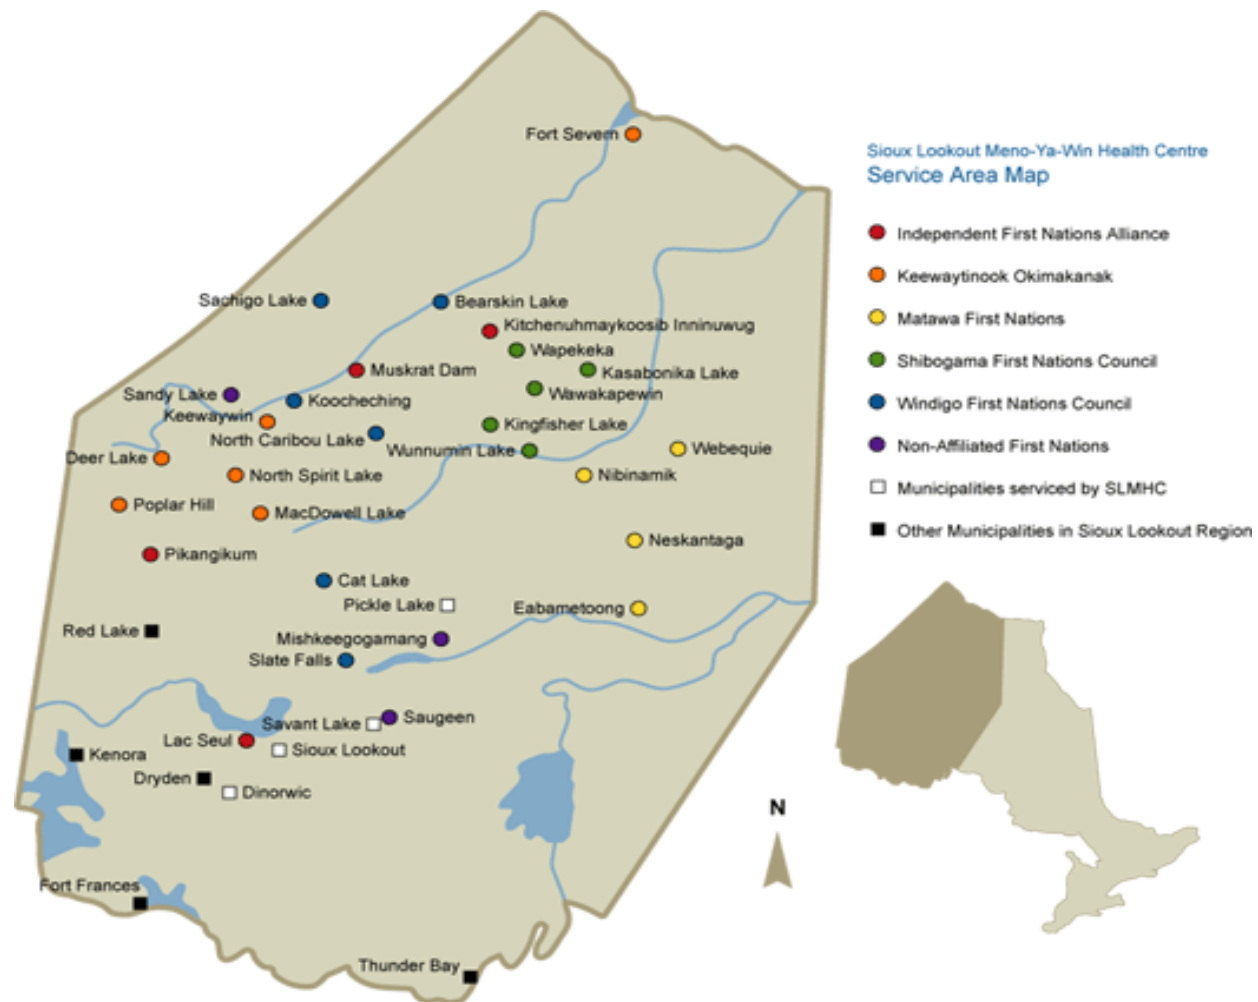 Fort Severn
Sioux Lookout Meno-Ya-Win Health Centre
Service Area Map
Independent First Nations Alliance
Keewaytinook Okimakanak
Matawa First Nations
Shibogama First Nations Council
Windigo First Nations Council
Non-Affiliated First Nations
Municipalities serviced by SLMHC
Other Municipalities in Sioux Lookout Region
Sachigo Lake
Bearskin Lake
Kitchenuhmaykoosib Inninuwug
Wapekeka
Muskrat Dam
Kasabonika Lake
Sandy Lake
Wawakapewin
Koocheching
Keewaywin
Kingfisher Lake
North Caribou Lake
Wunnumin Lake
Webequie
Deer Lake
North Spirit Lake
Nibinamik
Poplar Hill
MacDowell Lake
Neskantaga
Pikangikum
Cat Lake
Pickle Lake
Eabametoong
Red Lake
Mishkeegogamang
Slate Falls
Savant Lake
Saugeen
Lac Seul
Sioux Lookout
Kenora
Dryden
Dinorwic
N
Fort Frances
Thunder Bay